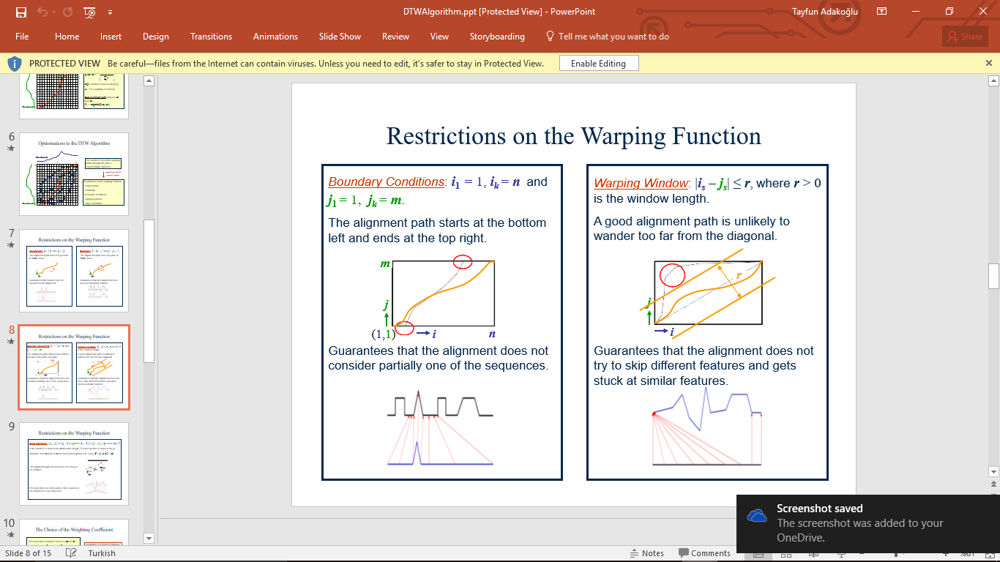 DTWAlgorithm.ppt [Protected View] - PowerPoint
Tayfun Adakoğlu
File Home Insert Design Transitions Animations Slide Show Review View Storyboarding Tell me what you want to do Share
PROTECTED VIEW Be careful—files from the Internet can contain viruses. Unless you need to edit, it's safer to stay in Protected View. Enable Editing
6
Optimisations to the DTW Algorithm
7
Restrictions on the Warping Function
8
Restrictions on the Warping Function
9
Restrictions on the Warping Function
10
The Choice of the Weighting Coefficient
Restrictions on the Warping Function
Boundary Conditions: i₁ = 1, iₖ = n and
j₁ = 1, jₖ = m.
The alignment path starts at the bottom
left and ends at the top right.
m
j
(1,1)
i
n
Guarantees that the alignment does not
consider partially one of the sequences.
Warping Window: |iₛ – jₛ| ≤ r, where r > 0
is the window length.
A good alignment path is unlikely to
wander too far from the diagonal.
r
j
i
Guarantees that the alignment does not
try to skip different features and gets
stuck at similar features.
Screenshot saved
The screenshot was added to your
OneDrive.
Slide 8 of 15 Turkish Notes Comments